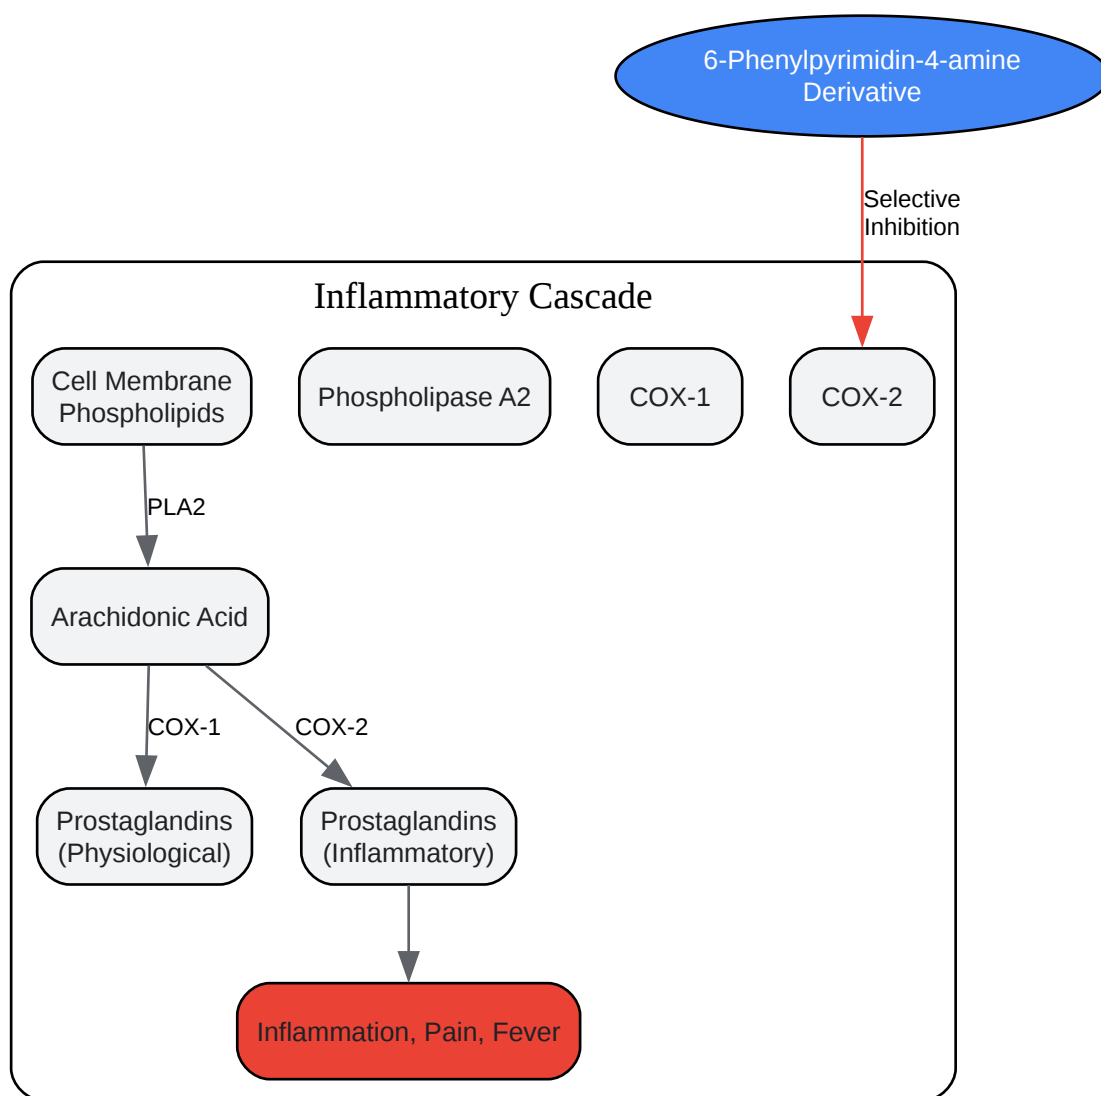 6-Phenylpyrimidin-4-amine
Derivative
Selective
Inhibition
Inflammatory Cascade
Cell Membrane
Phospholipids
Phospholipase A2
COX-1
COX-2
PLA2
Arachidonic Acid
COX-1
COX-2
Prostaglandins
(Physiological)
Prostaglandins
(Inflammatory)
Inflammation, Pain, Fever